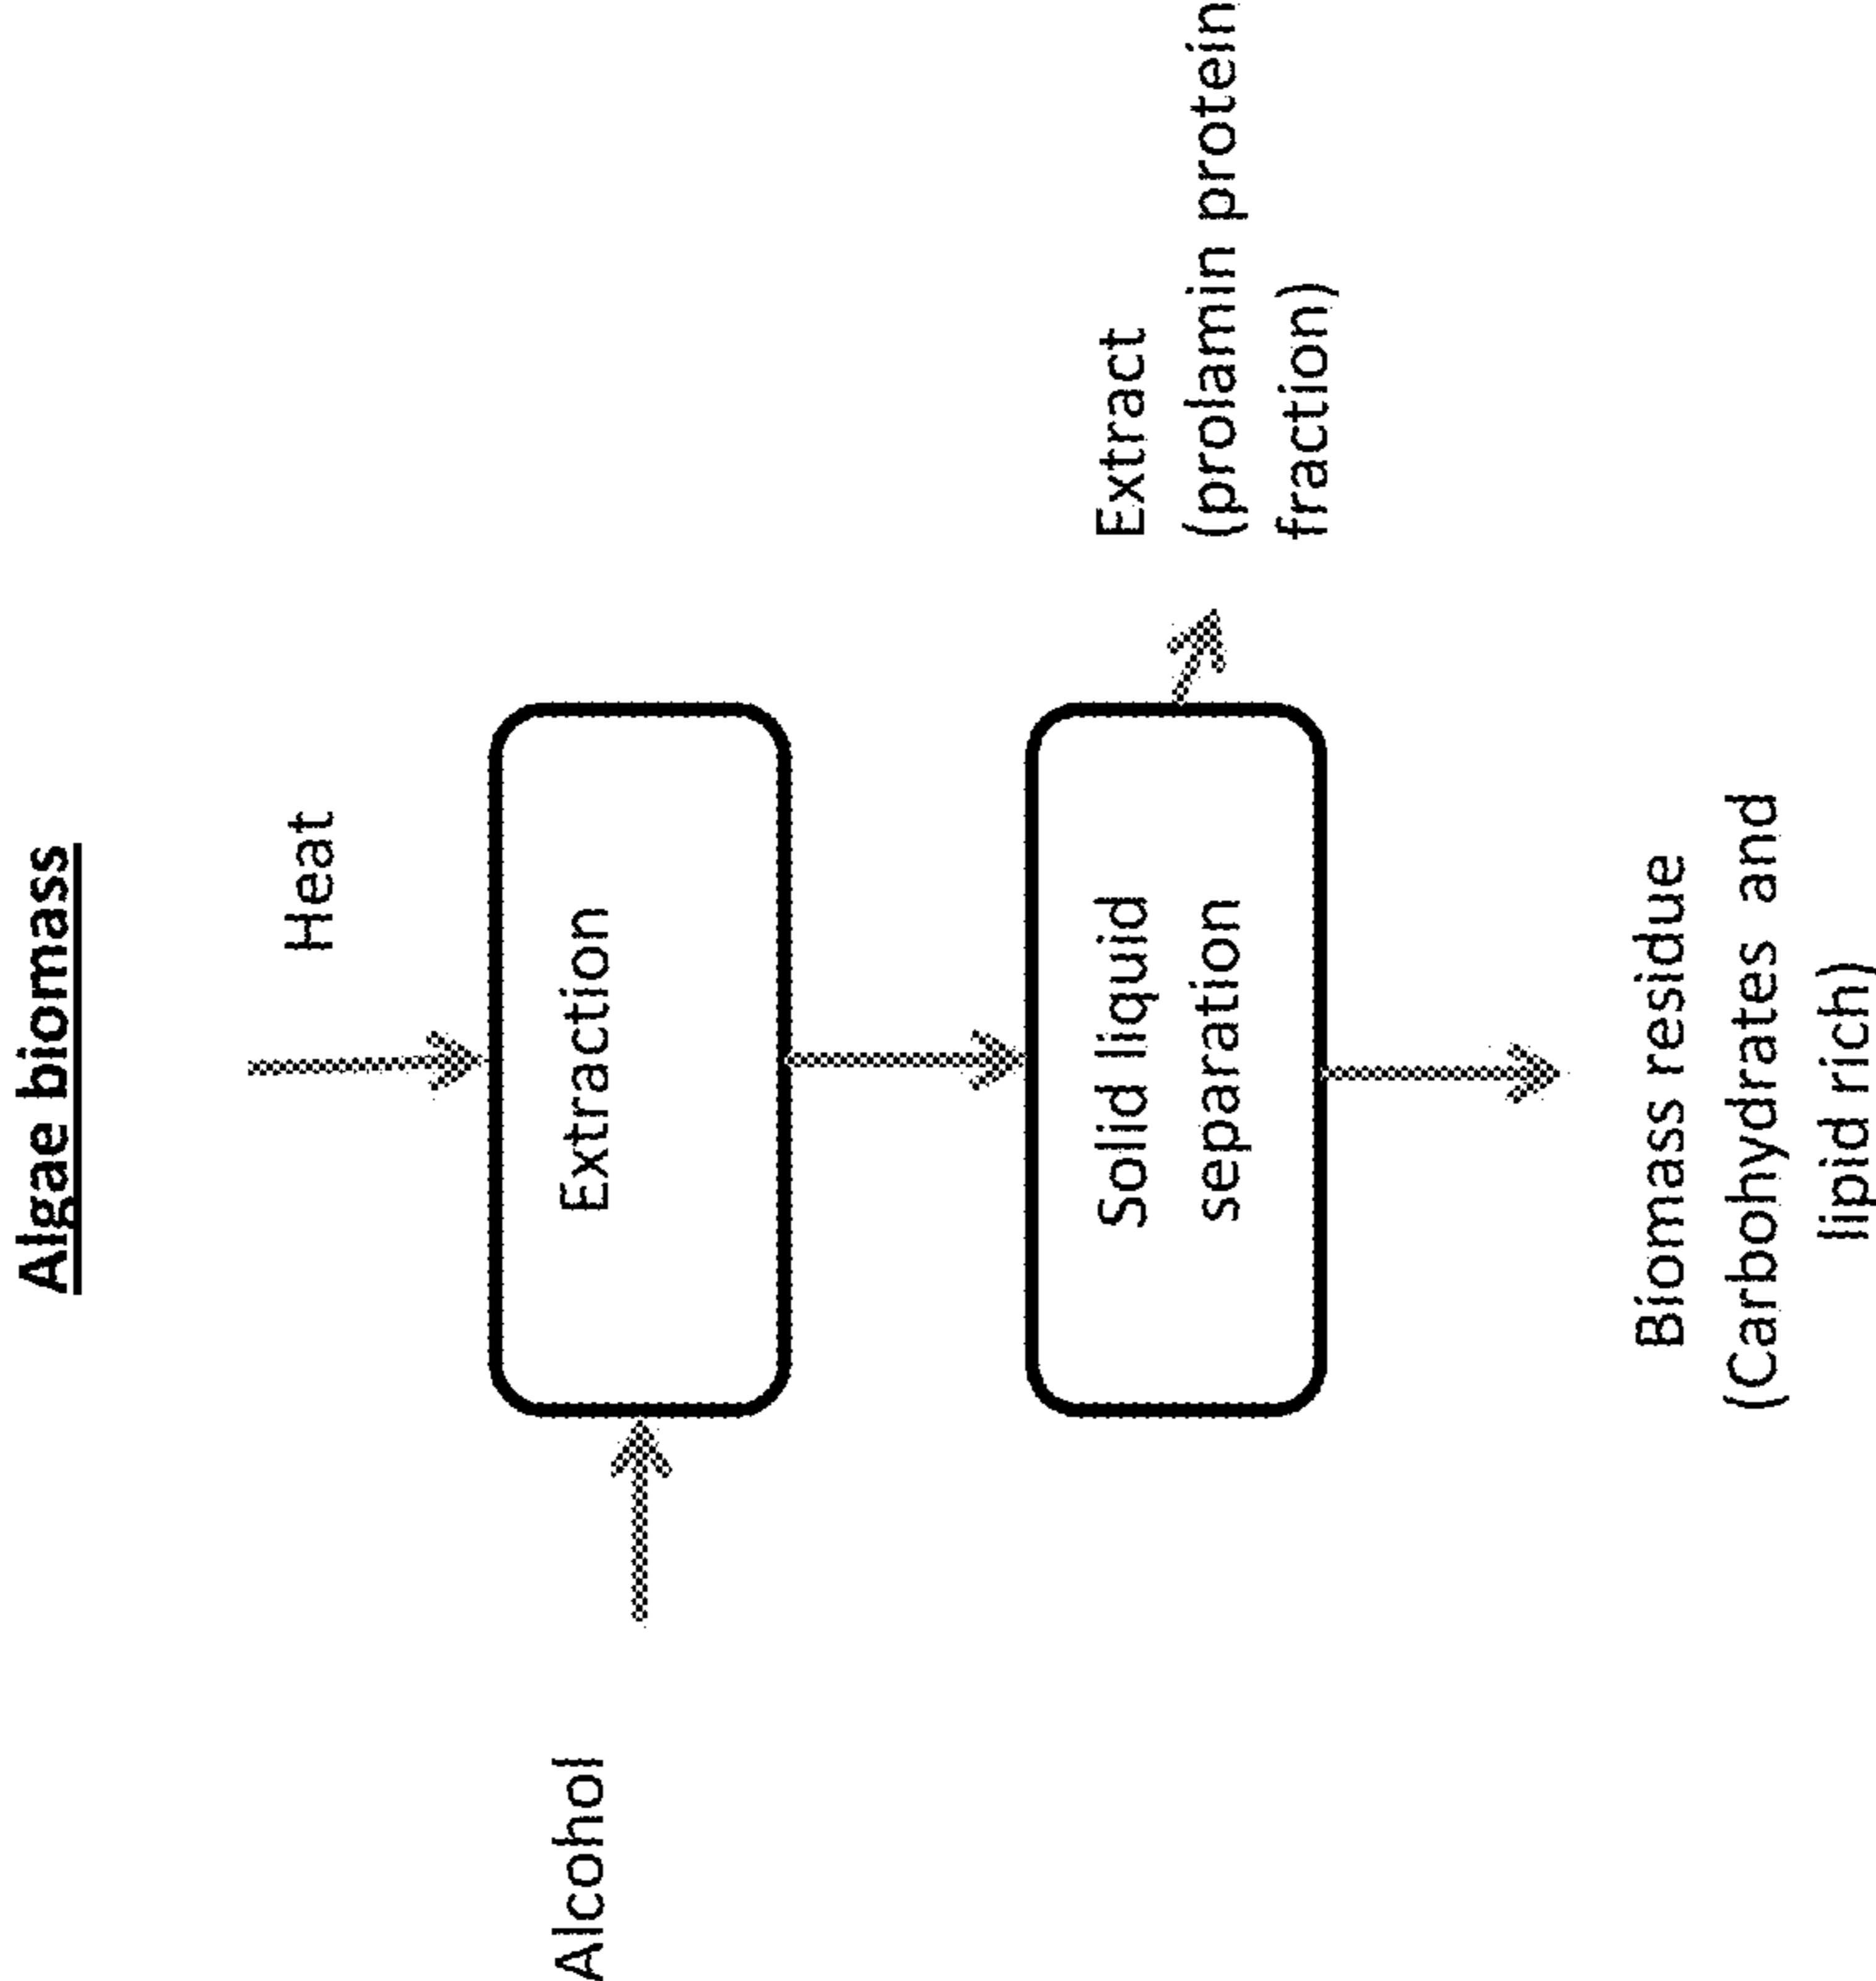 Algae biomass
Heat
Alcohol
Extraction
Solid liquid
separation
Extract
(prolamin protein
fraction)
Biomass residue
(Carbohydrates and
lipid rich)